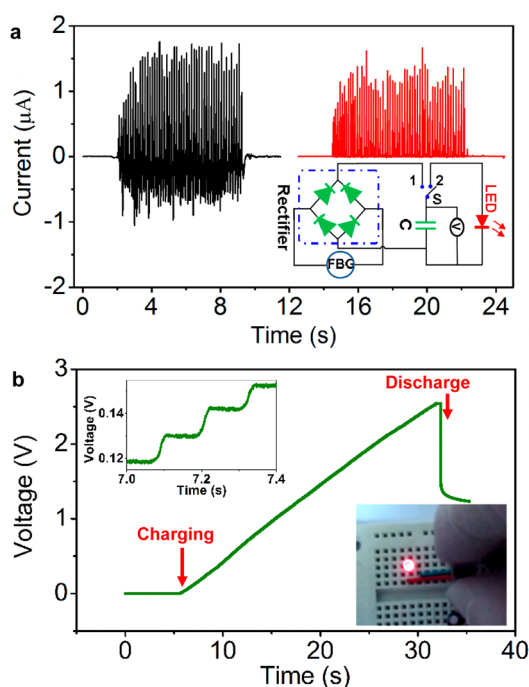 a
2
1
0
-1
-2
Current (μA)
0
4
8
12
16
20
24
Time (s)
Rectifier
FBG
1
2
S
C
V
LED
b
3
2
1
0
Voltage (V)
0
10
20
30
40
Time (s)
Charging
Discharge
0.14
0.12
Voltage (V)
7.0
7.2
7.4
Time (s)